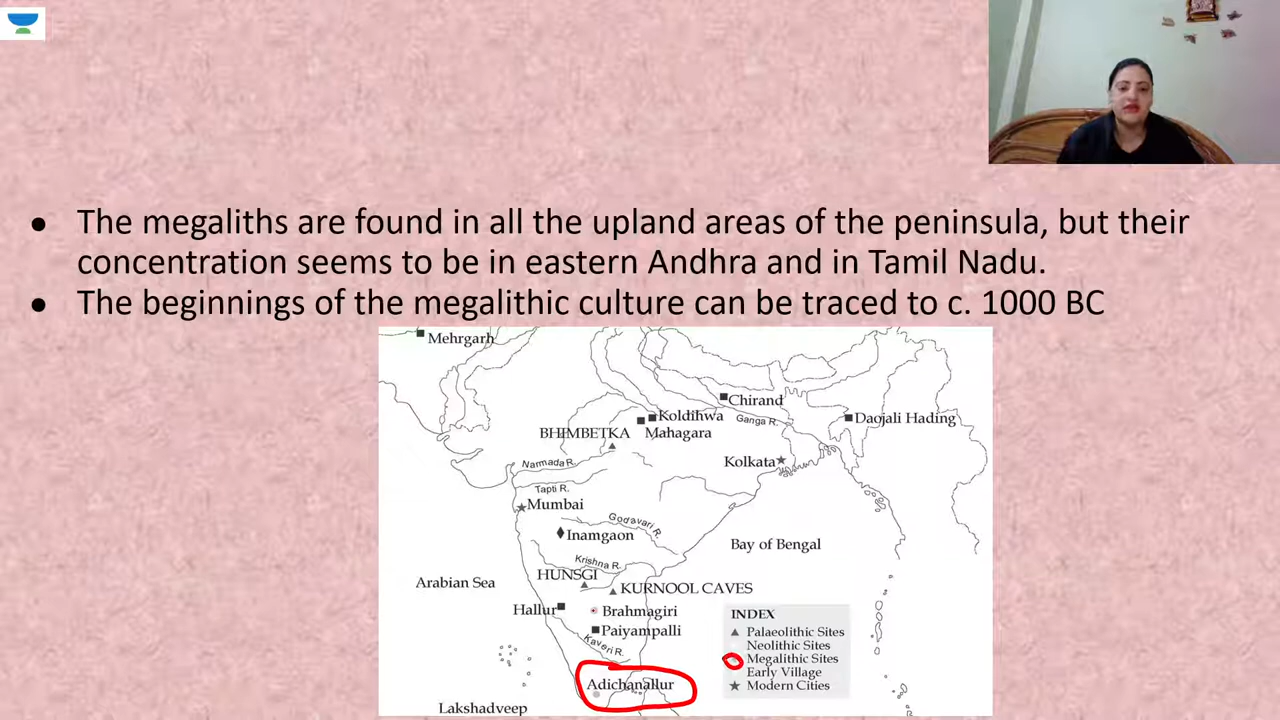 ● The megaliths are found in all the upland areas of the peninsula, but their
concentration seems to be in eastern Andhra and in Tamil Nadu.
● The beginnings of the megalithic culture can be traced to c. 1000 BC
Mehrgarh
Chirand
Koldihwa
Ganga R.
Daojali Hading
BHIMBETKA
Mahagara
Narmada R.
Kolkata
Tapti R.
Mumbai
Godavari R.
Inamgaon
Bay of Bengal
Krishna R.
HUNSGI
Arabian Sea
KURNOOL CAVES
Hallur
Brahmagiri
Paiyampalli
Kaveri R.
Adichanallur
Lakshadveep
INDEX
Palaeolithic Sites
Neolithic Sites
Megalithic Sites
Early Village
Modern Cities